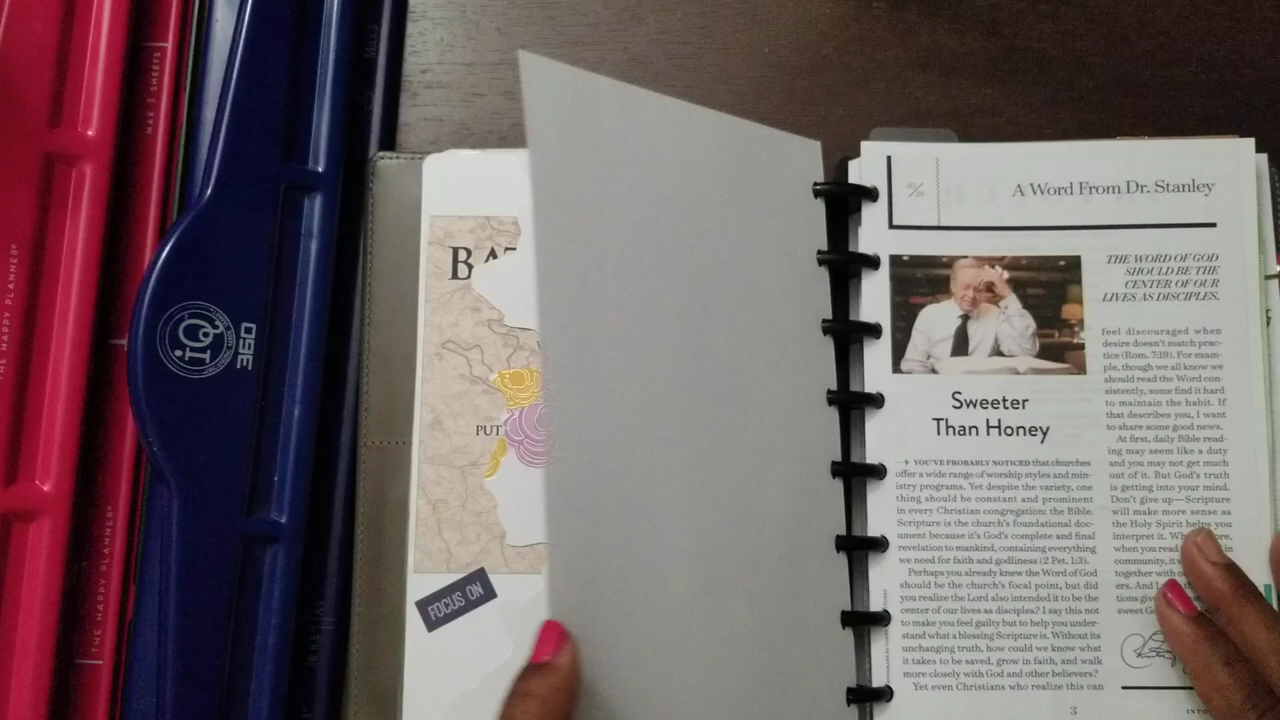 THE HAPPY PLANNER®
MAX 5 SHEETS
THE HAPPY PLANNER®
iQ
360
PUT
FOCUS ON
A Word From Dr. Stanley
THE WORD OF GOD
SHOULD BE THE
CENTER OF OUR
LIVES AS DISCIPLES.
Sweeter
Than Honey
→ YOU'VE PROBABLY NOTICED that churches
offer a wide range of worship styles and min-
istry programs. Yet despite the variety, one
thing should be constant and prominent
in every Christian congregation: the Bible.
Scripture is the church's foundational doc-
ument because it's God's complete and final
revelation to mankind, containing everything
we need for faith and godliness (2 Pet. 1:3).
Perhaps you already knew the Word of God
should be the church's focal point, but did
you realize the Lord also intended it to be the
center of our lives as disciples? I say this not
to make you feel guilty but to help you under-
stand what a blessing Scripture is. Without its
unchanging truth, how could we know what
it takes to be saved, grow in faith, and walk
more closely with God and other believers?
Yet even Christians who realize this can
feel discouraged when
desire doesn't match prac-
tice (Rom. 7:19). For exam-
ple, though we all know we
should read the Word con-
sistently, some find it hard
to maintain the habit. If
that describes you, I want
to share some good news.
At first, daily Bible read-
ing may seem like a duty
and you may not get much
out of it. But God's truth
is getting into your mind.
Don't give up—Scripture
will make more sense as
the Holy Spirit helps you
interpret it.
when you read in
community, it
together with
ers. And I
tions
sweet
3